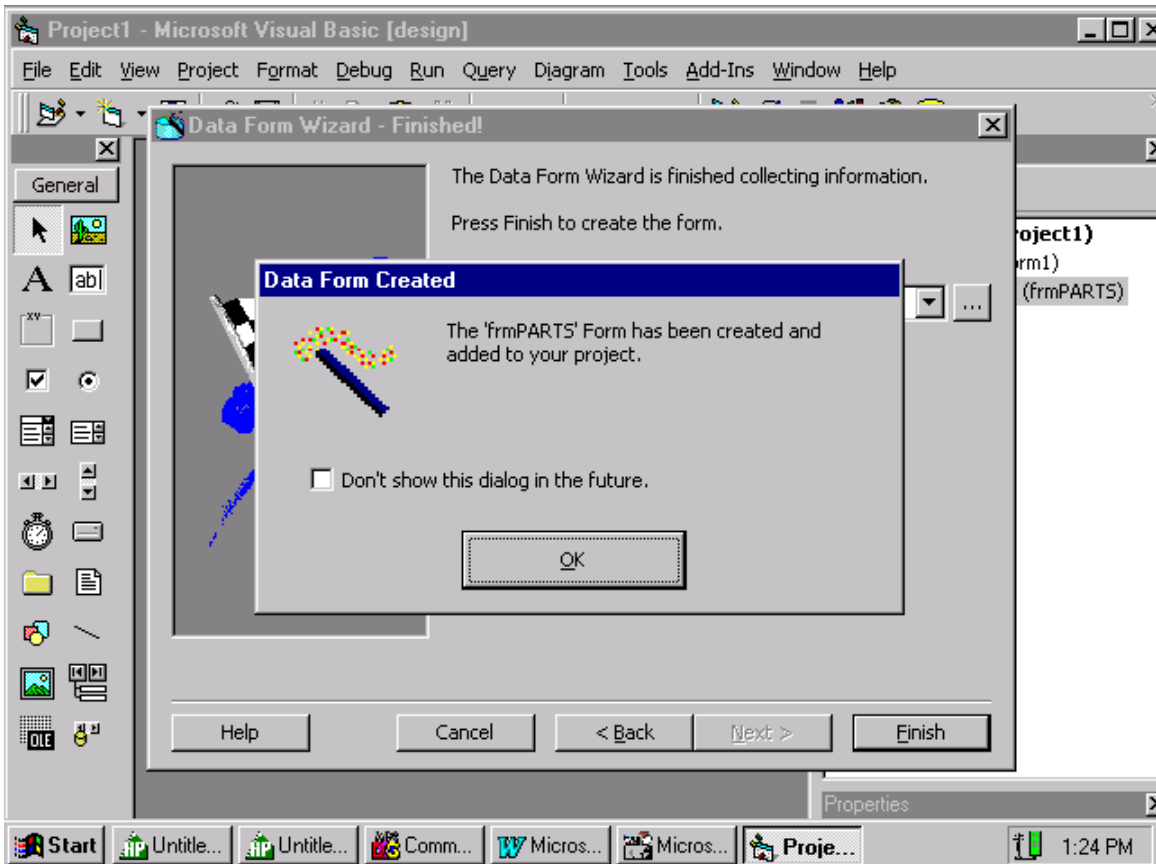 Project1 - Microsoft Visual Basic [design]
File Edit View Project Format Debug Run Query Diagram Tools Add-Ins Window Help
Data Form Wizard - Finished!
General
The Data Form Wizard is finished collecting information.
Press Finish to create the form.
oject1)
rm1)
(frmPARTS)
Data Form Created
The 'frmPARTS' Form has been created and
added to your project.
Don't show this dialog in the future.
OK
A ab|
XY
OLE
Help Cancel < Back Next > Finish
Properties
Start Untitle... Untitle... Comm... Micros... Micros... Proje... 1:24 PM